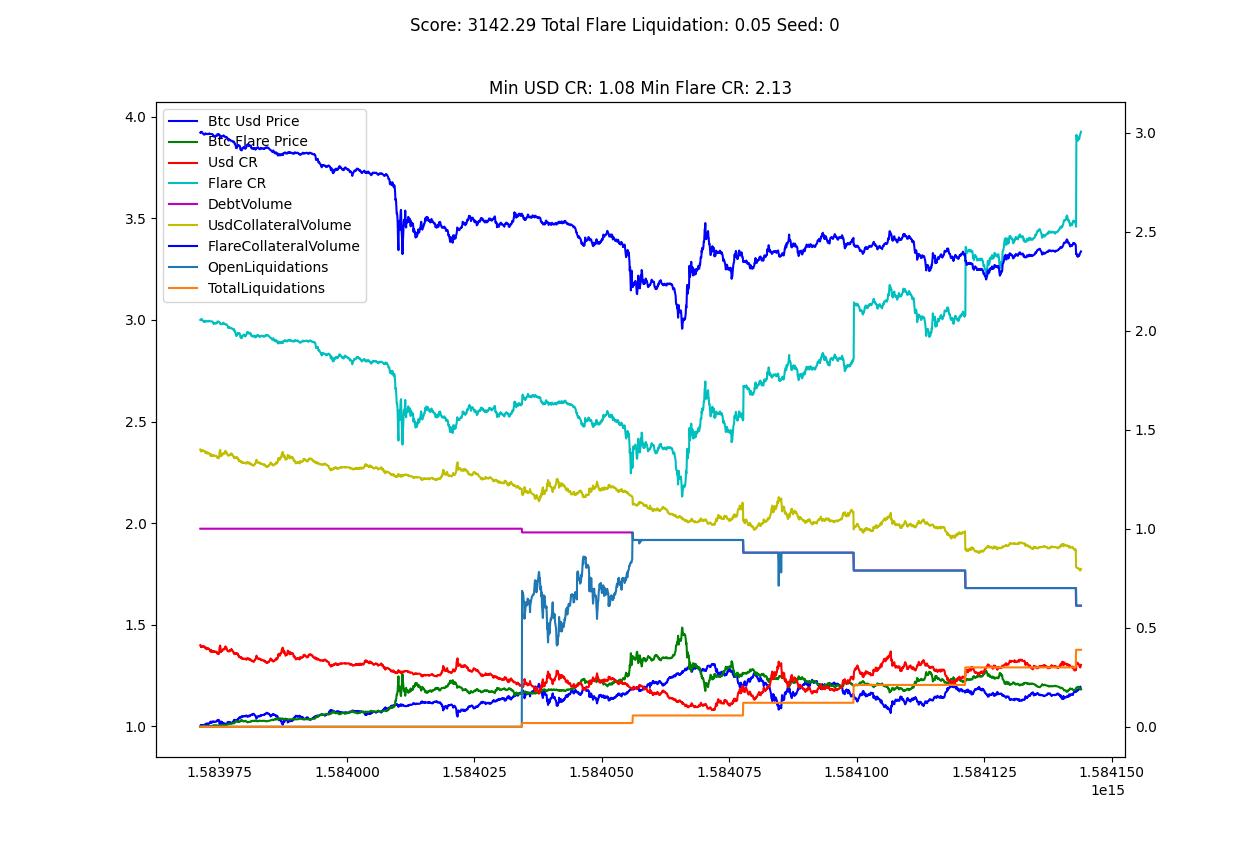 Score: 3142.29 Total Flare Liquidation: 0.05 Seed: 0
Min USD CR: 1.08 Min Flare CR: 2.13
Btc Usd Price
Btc Flare Price
Usd CR
Flare CR
DebtVolume
UsdCollateralVolume
FlareCollateralVolume
OpenLiquidations
TotalLiquidations
4.0
3.5
3.0
2.5
2.0
1.5
1.0
3.0
2.5
2.0
1.5
1.0
0.5
0.0
1.583975 1.584000 1.584025 1.584050 1.584075 1.584100 1.584125 1.584150
1e15